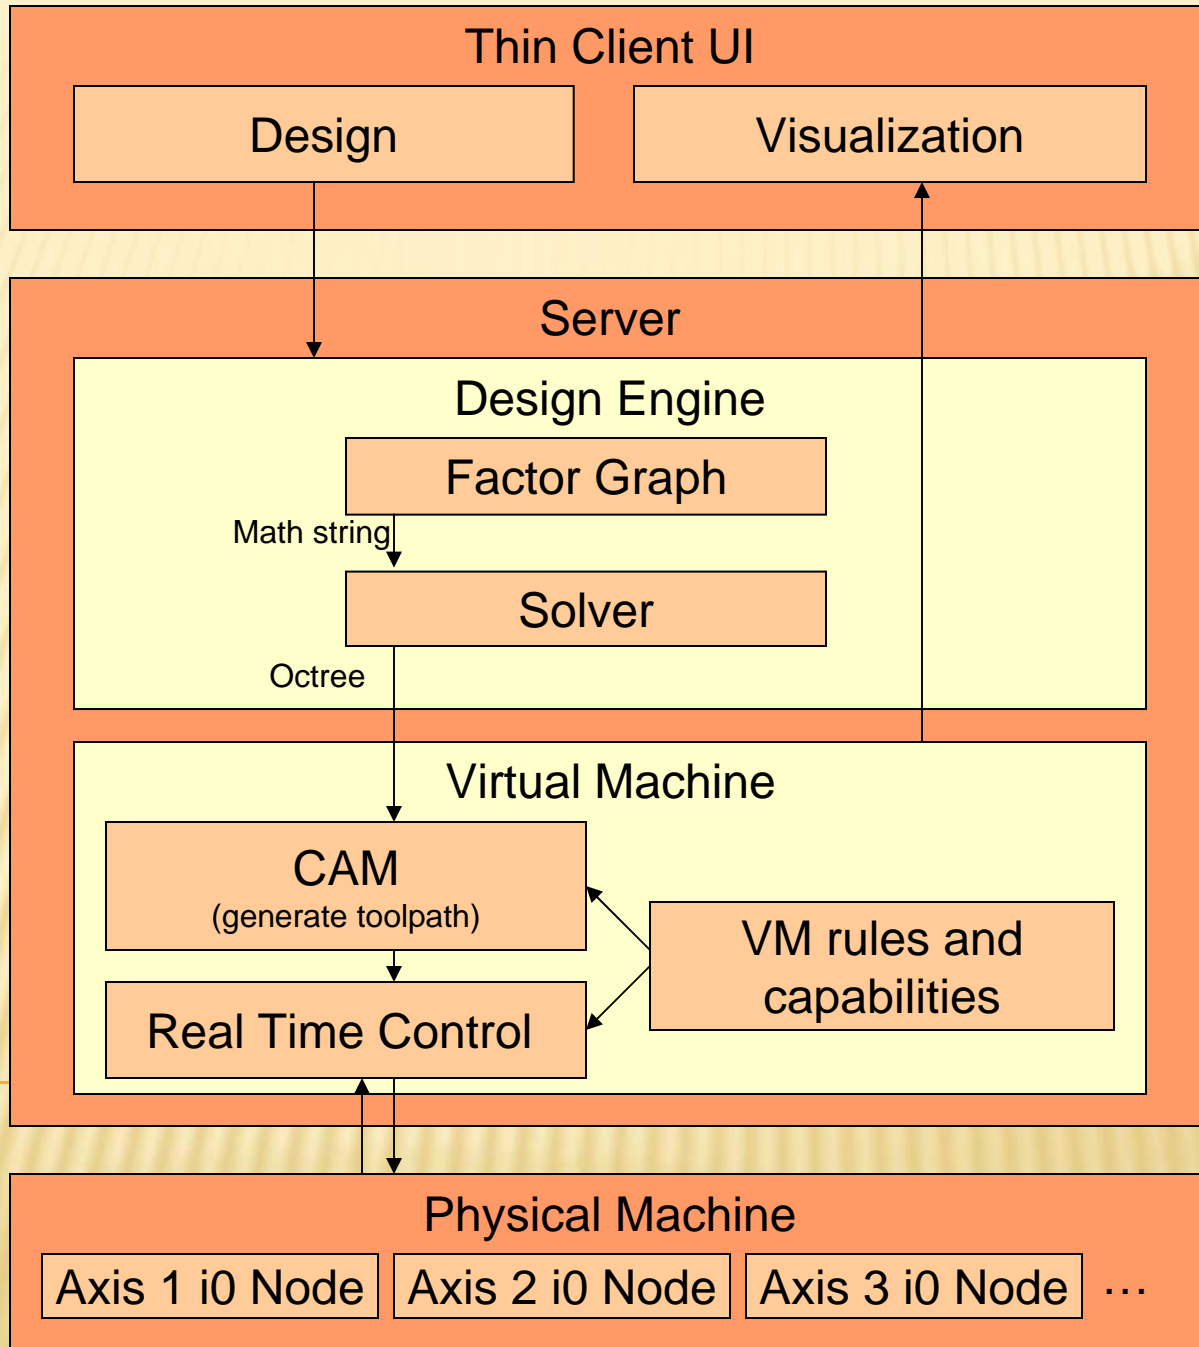 Thin Client UI
Design
Visualization
Server
Design Engine
Factor Graph
Math string
Solver
Octree
Virtual Machine
CAM
(generate toolpath)
VM rules and
capabilities
Real Time Control
Physical Machine
Axis 1 i0 Node
Axis 2 i0 Node
Axis 3 i0 Node
…